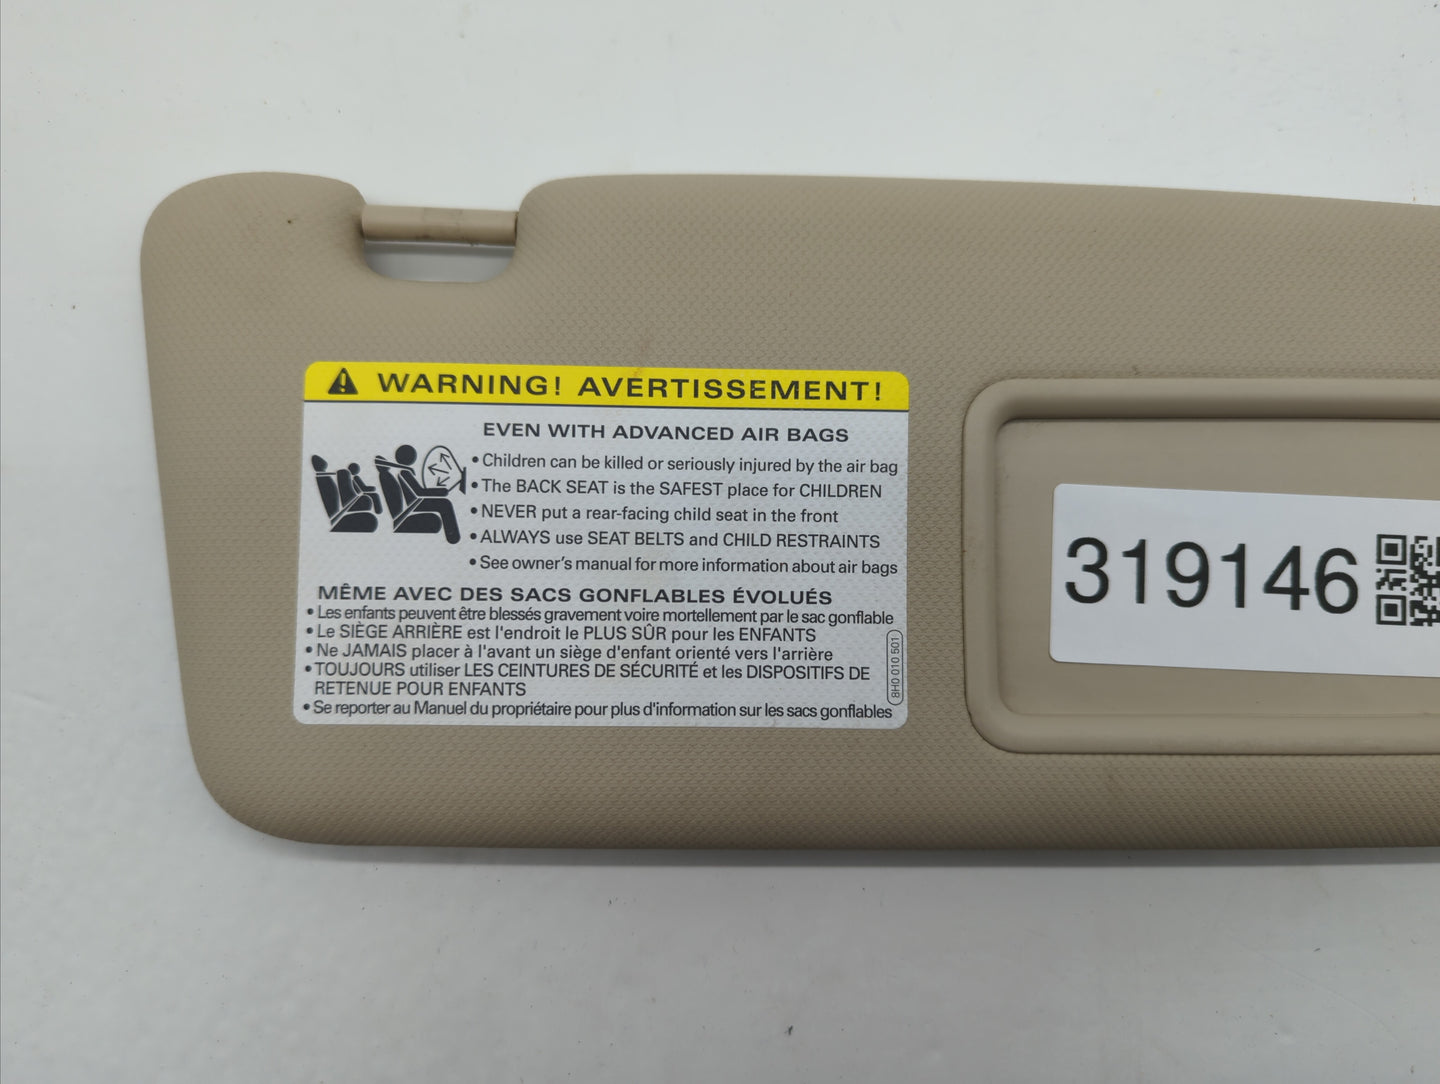 WARNING! AVERTISSEMENT!
EVEN WITH ADVANCED AIR BAGS
• Children can be killed or seriously injured by the air bag
• The BACK SEAT is the SAFEST place for CHILDREN
• NEVER put a rear-facing child seat in the front
• ALWAYS use SEAT BELTS and CHILD RESTRAINTS
• See owner's manual for more information about air bags
MÊME AVEC DES SACS GONFLABLES ÉVOLUÉS
• Les enfants peuvent être blessés gravement voire mortellement par le sac gonflable
• Le SIÈGE ARRIÈRE est l'endroit le PLUS SÛR pour les ENFANTS
• Ne JAMAIS placer à l'avant un siège d'enfant orienté vers l'arrière
• TOUJOURS utiliser LES CEINTURES DE SÉCURITÉ et les DISPOSITIFS DE
RETENUE POUR ENFANTS
• Se reporter au Manuel du propriétaire pour plus d'information sur les sacs gonflables
8H0 010 501
319146